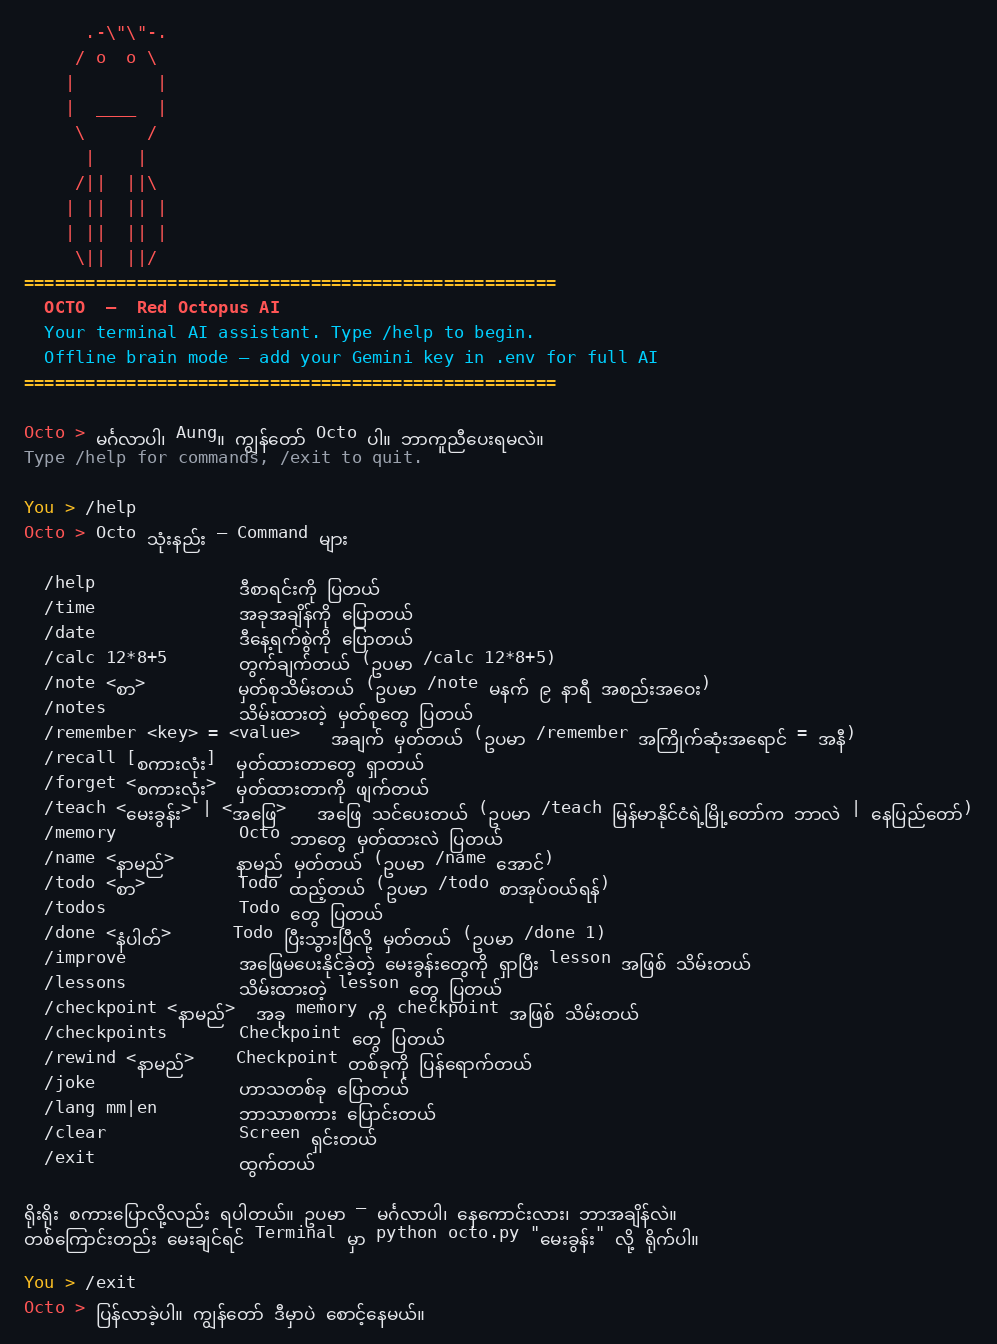 .-\"\"-.
/ o  o \
|        |
|  ____  |
\      /
|    |
/||  ||\
| ||  || |
| ||  || |
\||  ||/
====================================================
OCTO  —  Red Octopus AI
Your terminal AI assistant. Type /help to begin.
Offline brain mode — add your Gemini key in .env for full AI
====================================================
Octo > မင်္ဂလာပါ၊ Aung။ ကျွန်တော် Octo ပါ။ ဘာကူညီပေးရမလဲ။
Type /help for commands, /exit to quit.
You > /help
Octo > Octo သုံးနည်း — Command များ
/help ဒီစာရင်းကို ပြတယ်
/time အခုအချိန်ကို ပြောတယ်
/date ဒီနေ့ရက်စွဲကို ပြောတယ်
/calc 12*8+5 တွက်ချက်တယ် (ဥပမာ /calc 12*8+5)
/note <စာ> မှတ်စုသိမ်းတယ် (ဥပမာ /note မနက် ၉ နာရီ အစည်းအဝေး)
/notes သိမ်းထားတဲ့ မှတ်စုတွေ ပြတယ်
/remember <key> = <value> အချက် မှတ်တယ် (ဥပမာ /remember အကြိုက်ဆုံးအရောင် = အနီ)
/recall [စကားလုံး] မှတ်ထားတာတွေ ရှာတယ်
/forget <စကားလုံး> မှတ်ထားတာကို ဖျက်တယ်
/teach <မေးခွန်း> | <အဖြေ> အဖြေ သင်ပေးတယ် (ဥပမာ /teach မြန်မာနိုင်ငံရဲ့မြို့တော်က ဘာလဲ | နေပြည်တော်)
/memory Octo ဘာတွေ မှတ်ထားလဲ ပြတယ်
/name <နာမည်> နာမည် မှတ်တယ် (ဥပမာ /name အောင်)
/todo <စာ> Todo ထည့်တယ် (ဥပမာ /todo စာအုပ်ဝယ်ရန်)
/todos Todo တွေ ပြတယ်
/done <နံပါတ်> Todo ပြီးသွားပြီလို့ မှတ်တယ် (ဥပမာ /done 1)
/improve အဖြေမပေးနိုင်ခဲ့တဲ့ မေးခွန်းတွေကို ရှာပြီး lesson အဖြစ် သိမ်းတယ်
/lessons သိမ်းထားတဲ့ lesson တွေ ပြတယ်
/checkpoint <နာမည်> အခု memory ကို checkpoint အဖြစ် သိမ်းတယ်
/checkpoints Checkpoint တွေ ပြတယ်
/rewind <နာမည်> Checkpoint တစ်ခုကို ပြန်ရောက်တယ်
/joke ဟာသတစ်ခု ပြောတယ်
/lang mm|en ဘာသာစကား ပြောင်းတယ်
/clear Screen ရှင်းတယ်
/exit ထွက်တယ်
ရိုးရိုး စကားပြောလို့လည်း ရပါတယ်။ ဥပမာ — မင်္ဂလာပါ၊ နေကောင်းလား၊ ဘာအချိန်လဲ။
တစ်ကြောင်းတည်း မေးချင်ရင် Terminal မှာ python octo.py "မေးခွန်း" လို့ ရိုက်ပါ။
You > /exit
Octo > ပြန်လာခဲ့ပါ။ ကျွန်တော် ဒီမှာပဲ စောင့်နေမယ်။